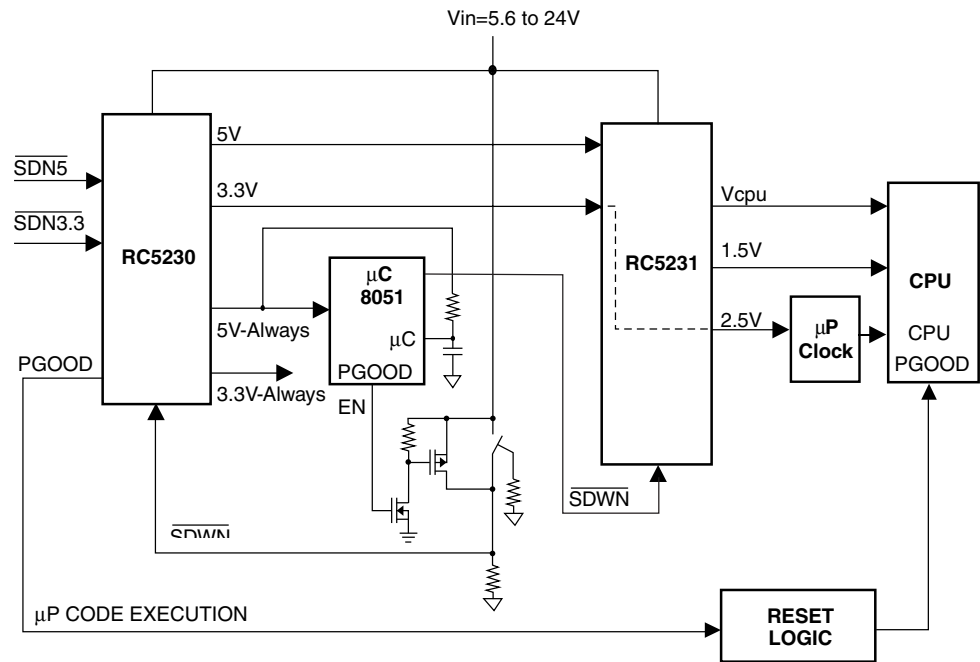 Vin=5.6 to 24V
SDN5
SDN3.3
RC5230
5V
3.3V
5V-Always
3.3V-Always
PGOOD
μC
8051
μC
PGOOD
EN
SDWN
RC5231
Vcpu
1.5V
2.5V
μP
Clock
CPU
CPU
PGOOD
SDWN
μP CODE EXECUTION
RESET
LOGIC